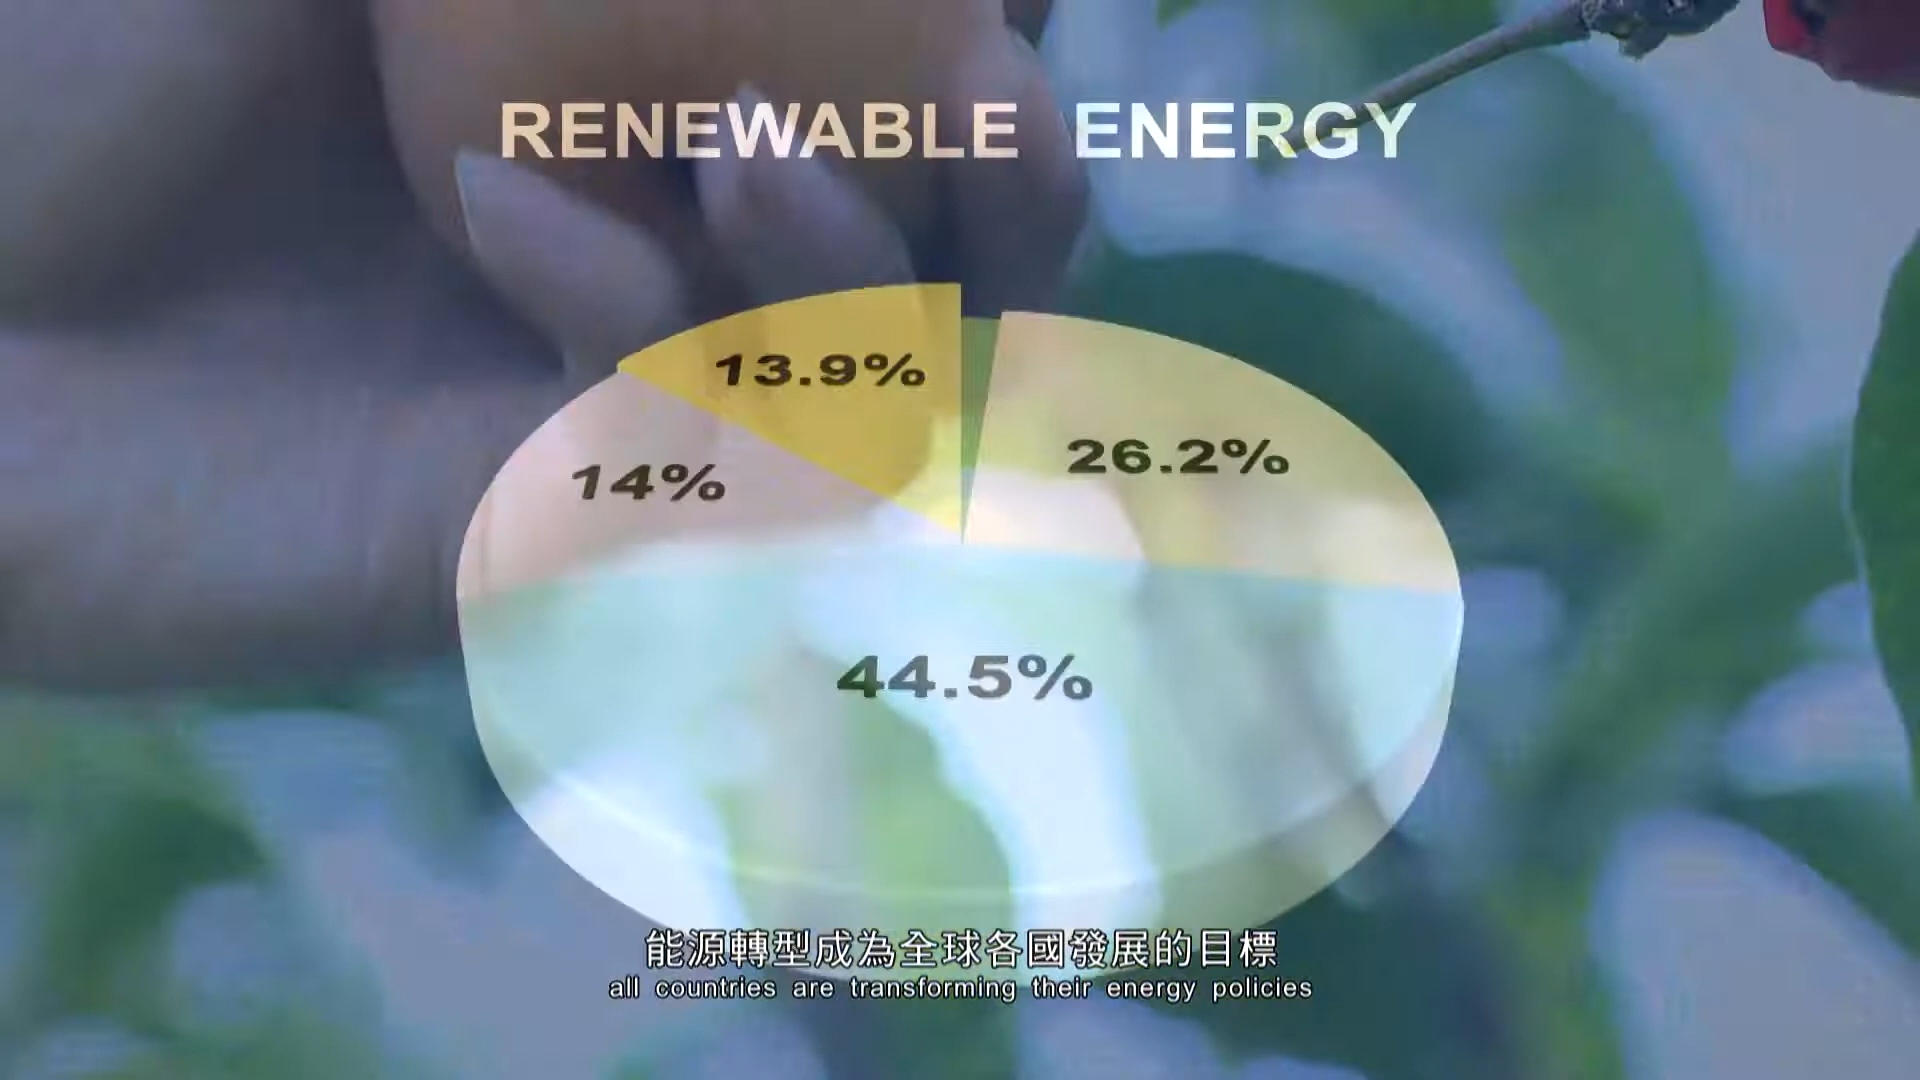 RENEWABLE ENERGY
13.9%
26.2%
14%
44.5%
能源轉型成為全球各國發展的目標
all countries are transforming their energy policies